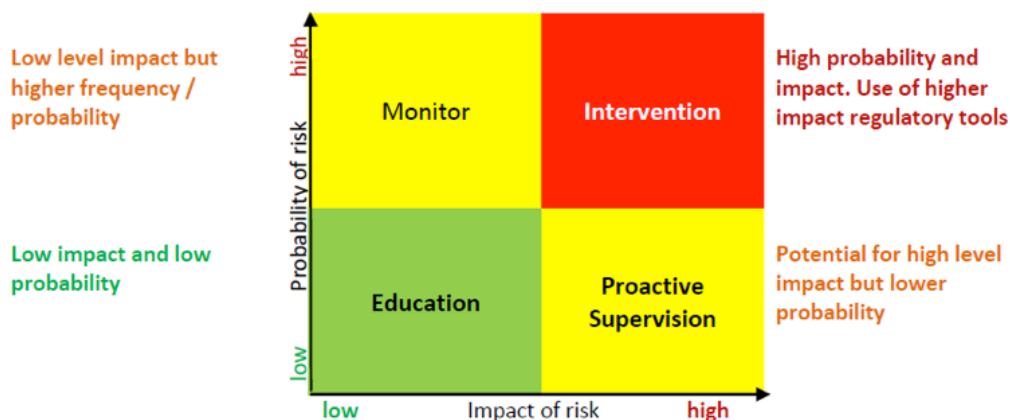 Low level impact but
higher frequency /
probability
high
Monitor
Intervention
High probability and
impact. Use of higher
impact regulatory tools
Probability of risk
Low impact and low
probability
Education
Proactive
Supervision
Potential for high level
impact but lower
probability
low
low
Impact of risk
high